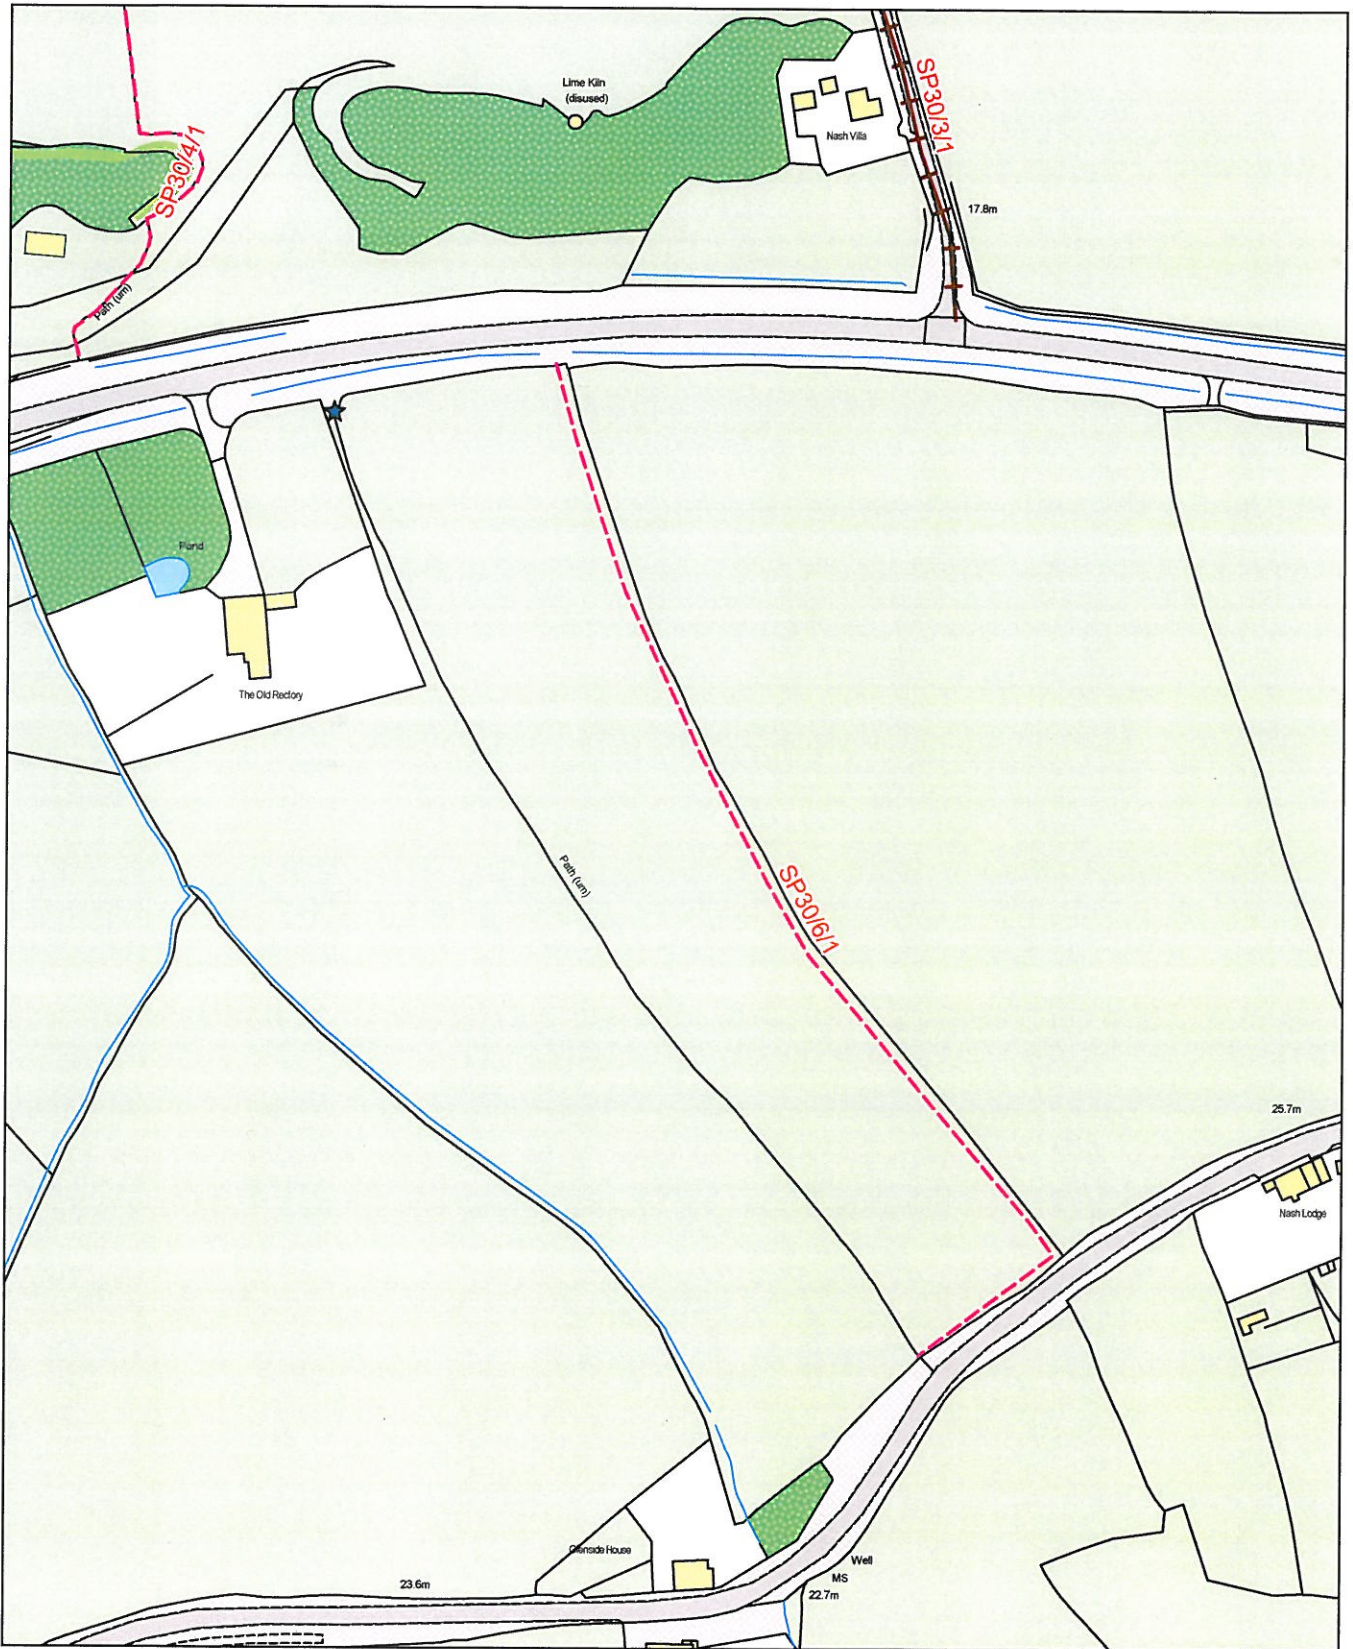 Lime Kiln
(disused)
SP30/3/1
Nash Villa
SP30/4/1
17.8m
Path (um)
Pond
The Old Rectory
Path (um)
SP30/6/1
25.7m
Nash Lodge
Glenside House
Well
MS
23.6m
22.7m